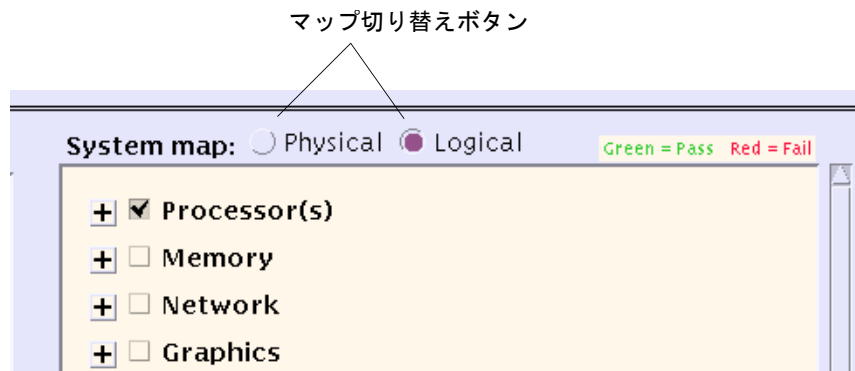 マップ切り替えボタン
System map: Physical Logical Green = Pass Red = Fail
Processor(s)
Memory
Network
Graphics